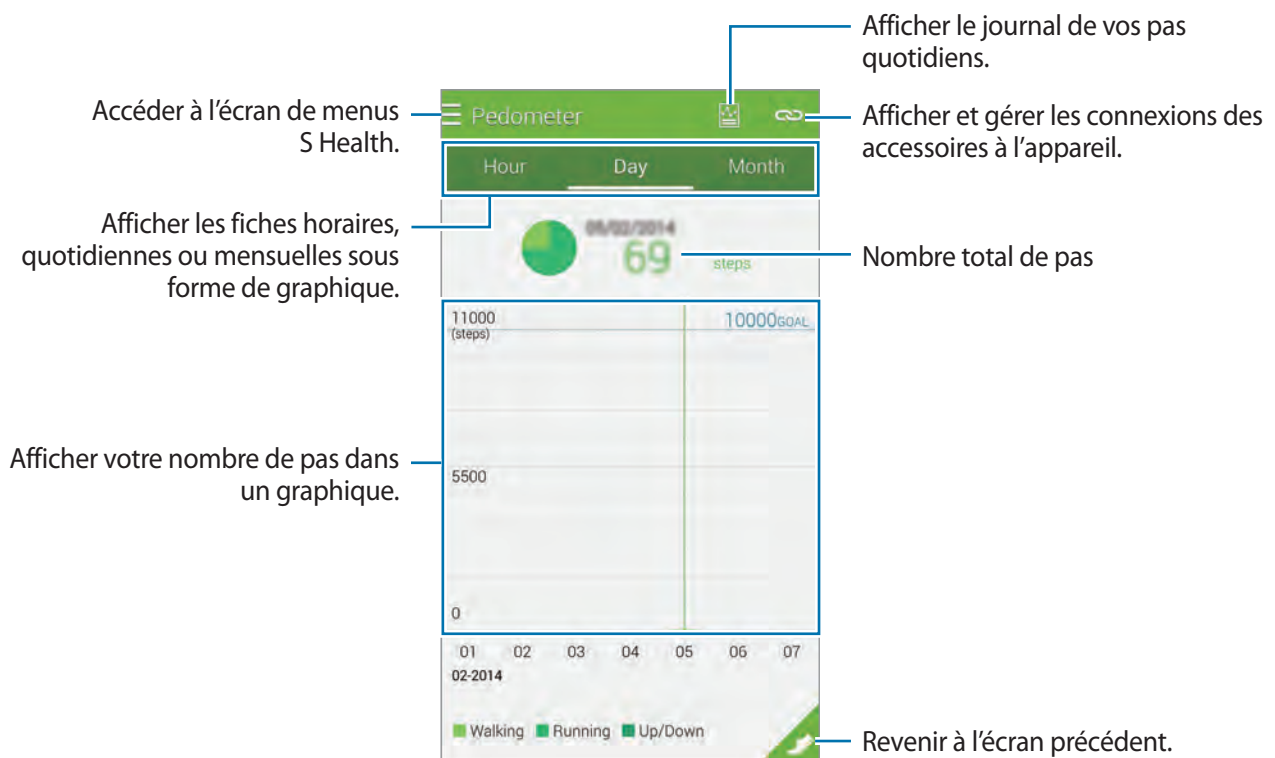 Afficher le journal de vos pas
quotidiens.
Accéder à l'écran de menus
S Health.
Pedometer
Afficher et gérer les connexions des
accessoires à l'appareil.
Hour Day Month
Afficher les fiches horaires,
quotidiennes ou mensuelles sous
forme de graphique.
05/02/2014
69 steps
Nombre total de pas
11000
(steps)
10000GOAL
Afficher votre nombre de pas dans
un graphique.
5500
0
01 02 03 04 05 06 07
02-2014
Walking Running Up/Down
Revenir à l'écran précédent.